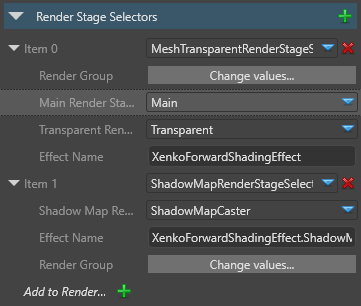 Render Stage Selectors
Item 0 MeshTransparentRenderStageS
Render Group Change values...
Main Render Sta... Main
Transparent Ren... Transparent
Effect Name XenkoForwardShadingEffect
Item 1 ShadowMapRenderStageSelect
Shadow Map Re... ShadowMapCaster
Effect Name XenkoForwardShadingEffect.ShadowM
Render Group Change values...
Add to Render...